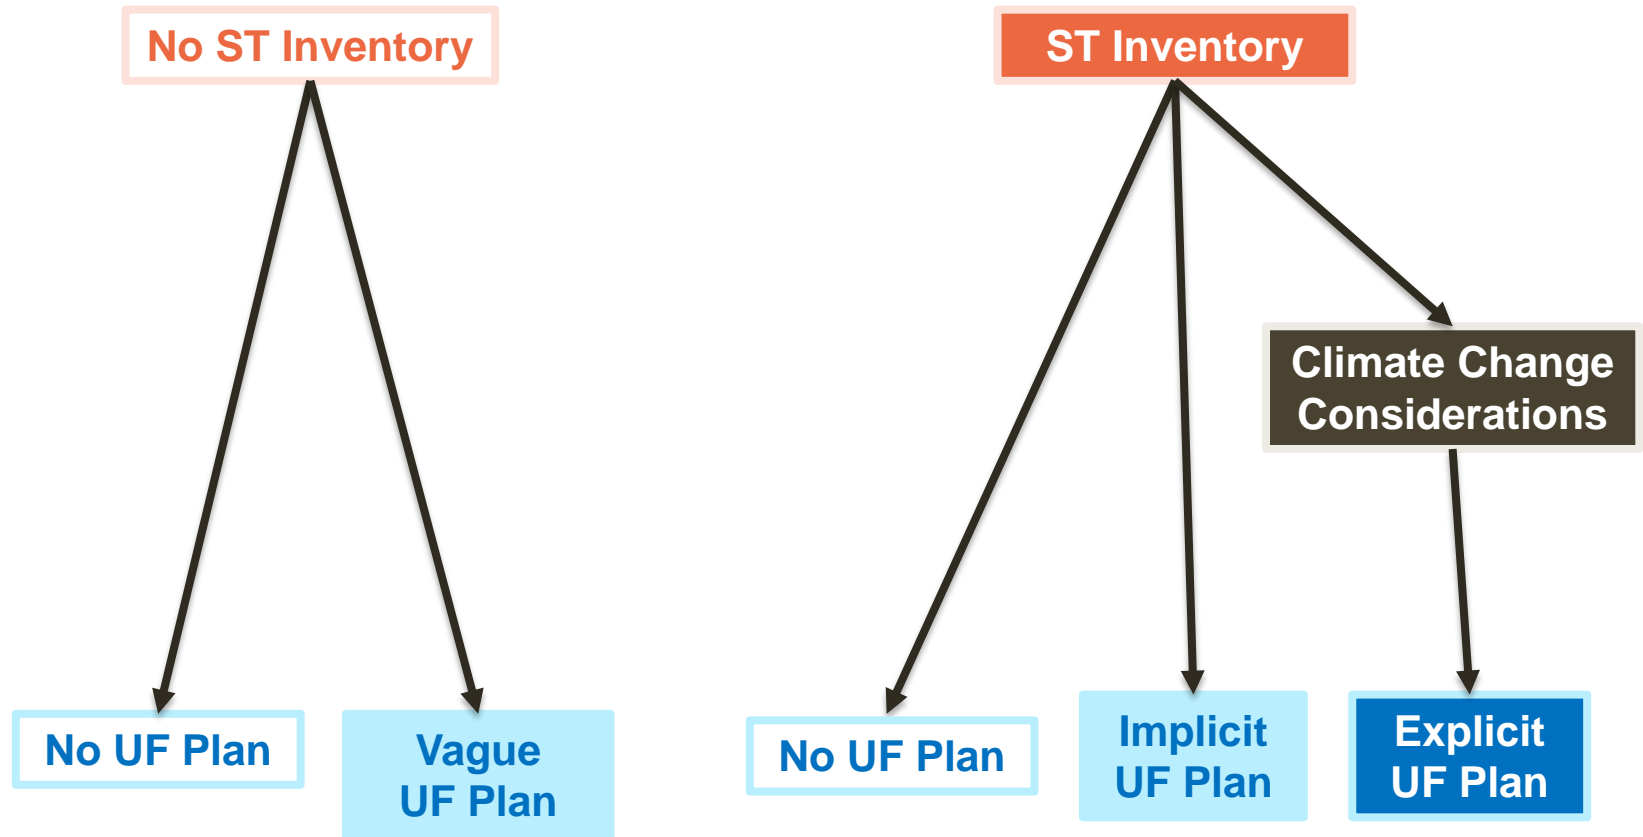 No ST Inventory
ST Inventory
Climate Change
Considerations
No UF Plan
Vague
UF Plan
No UF Plan
Implicit
UF Plan
Explicit
UF Plan